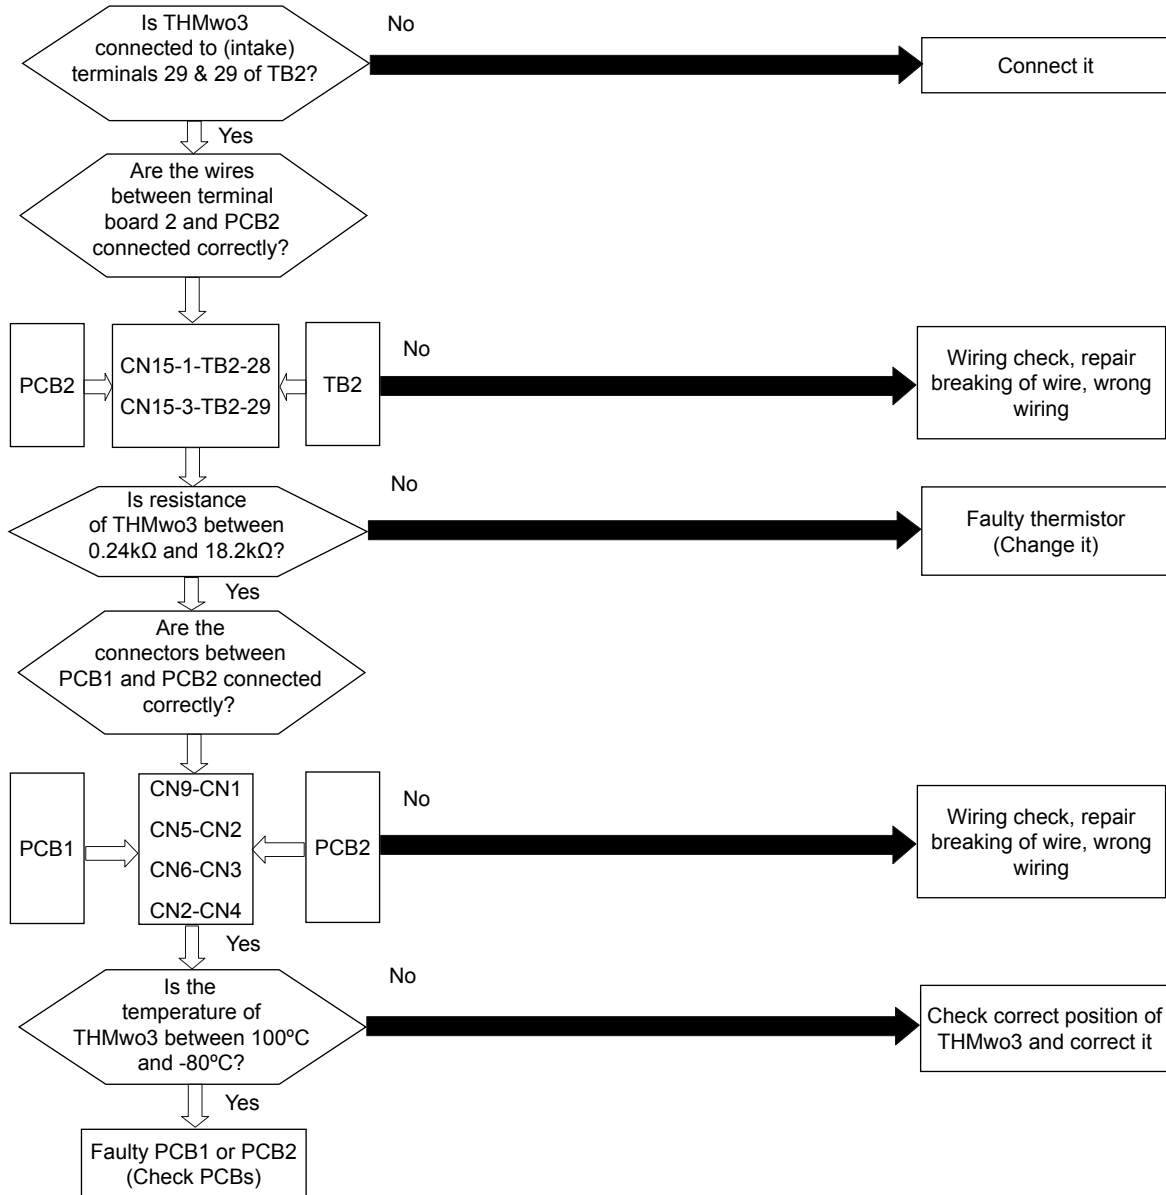 Is THMwo3
connected to (intake)
terminals 29 & 29 of TB2?
No
Connect it
Yes
Are the wires
between terminal
board 2 and PCB2
connected correctly?
PCB2
CN15-1-TB2-28
CN15-3-TB2-29
TB2
No
Wiring check, repair
breaking of wire, wrong
wiring
Is resistance
of THMwo3 between
0.24kΩ and 18.2kΩ?
No
Faulty thermistor
(Change it)
Yes
Are the
connectors between
PCB1 and PCB2 connected
correctly?
PCB1
CN9-CN1
CN5-CN2
CN6-CN3
CN2-CN4
PCB2
No
Wiring check, repair
breaking of wire, wrong
wiring
Yes
Is the
temperature of
THMwo3 between 100ºC
and -80ºC?
No
Check correct position of
THMwo3 and correct it
Yes
Faulty PCB1 or PCB2
(Check PCBs)